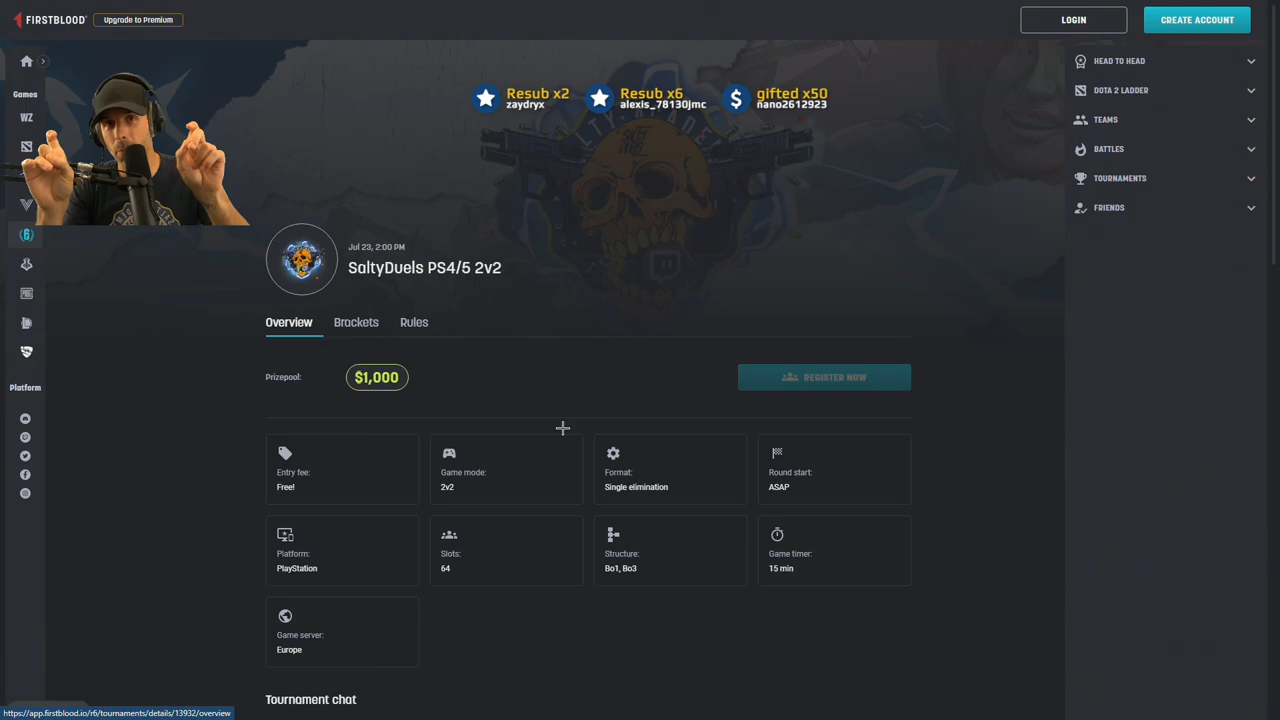 FIRSTBLOOD
Upgrade to Premium
LOGIN
CREATE ACCOUNT
Games
WZ
Platform
Resub x2
zaydryx
Resub x6
alexis_78130jmc
gifted x50
nano2612923
Jul 23, 2:00 PM
SaltyDuels PS4/5 2v2
Overview
Brackets
Rules
Prizepool:
$1,000
REGISTER NOW
Entry fee:
Free!
Game mode:
2v2
Format:
Single elimination
Round start:
ASAP
Platform:
PlayStation
Slots:
64
Structure:
Bo1, Bo3
Game timer:
15 min
Game server:
Europe
Tournament chat
HEAD TO HEAD
DOTA 2 LADDER
TEAMS
BATTLES
TOURNAMENTS
FRIENDS
https://app.firstblood.io/r6/tournaments/details/13932/overview